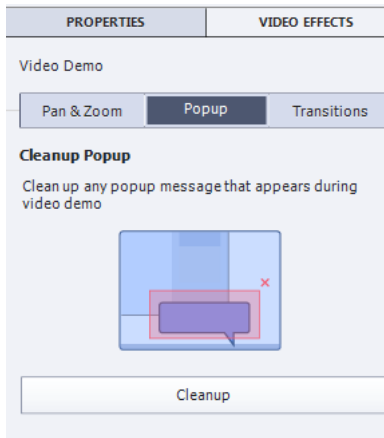 PROPERTIES
VIDEO EFFECTS
Video Demo
Pan & Zoom
Popup
Transitions
Cleanup Popup
Clean up any popup message that appears during
video demo
Cleanup